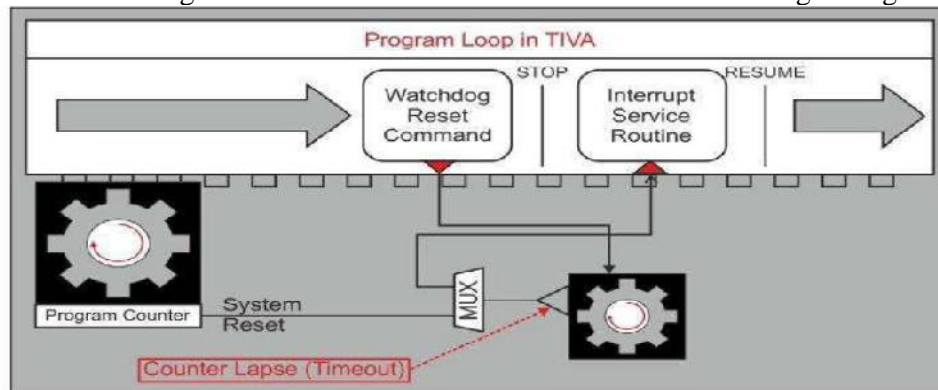 Program Loop in TIVA
STOP
RESUME
Watchdog
Reset
Command
Interrupt
Service
Routine
MUX
Program Counter
System
Reset
Counter Lapse (Timeout)